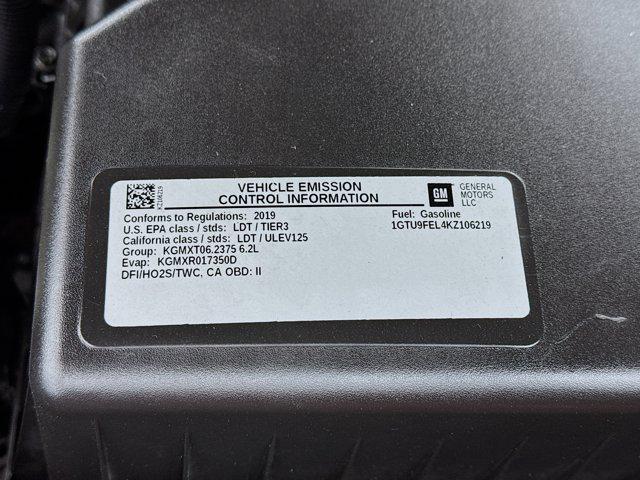 KZ106219
VEHICLE EMISSION
CONTROL INFORMATION
GM
GENERAL
MOTORS
LLC
Conforms to Regulations: 2019
U.S. EPA class / stds: LDT / TIER3
California class / stds: LDT / ULEV125
Group: KGMXT06.2375 6.2L
Evap: KGMXR017350D
DFI/HO2S/TWC, CA OBD: II
Fuel: Gasoline
1GTU9FEL4KZ106219